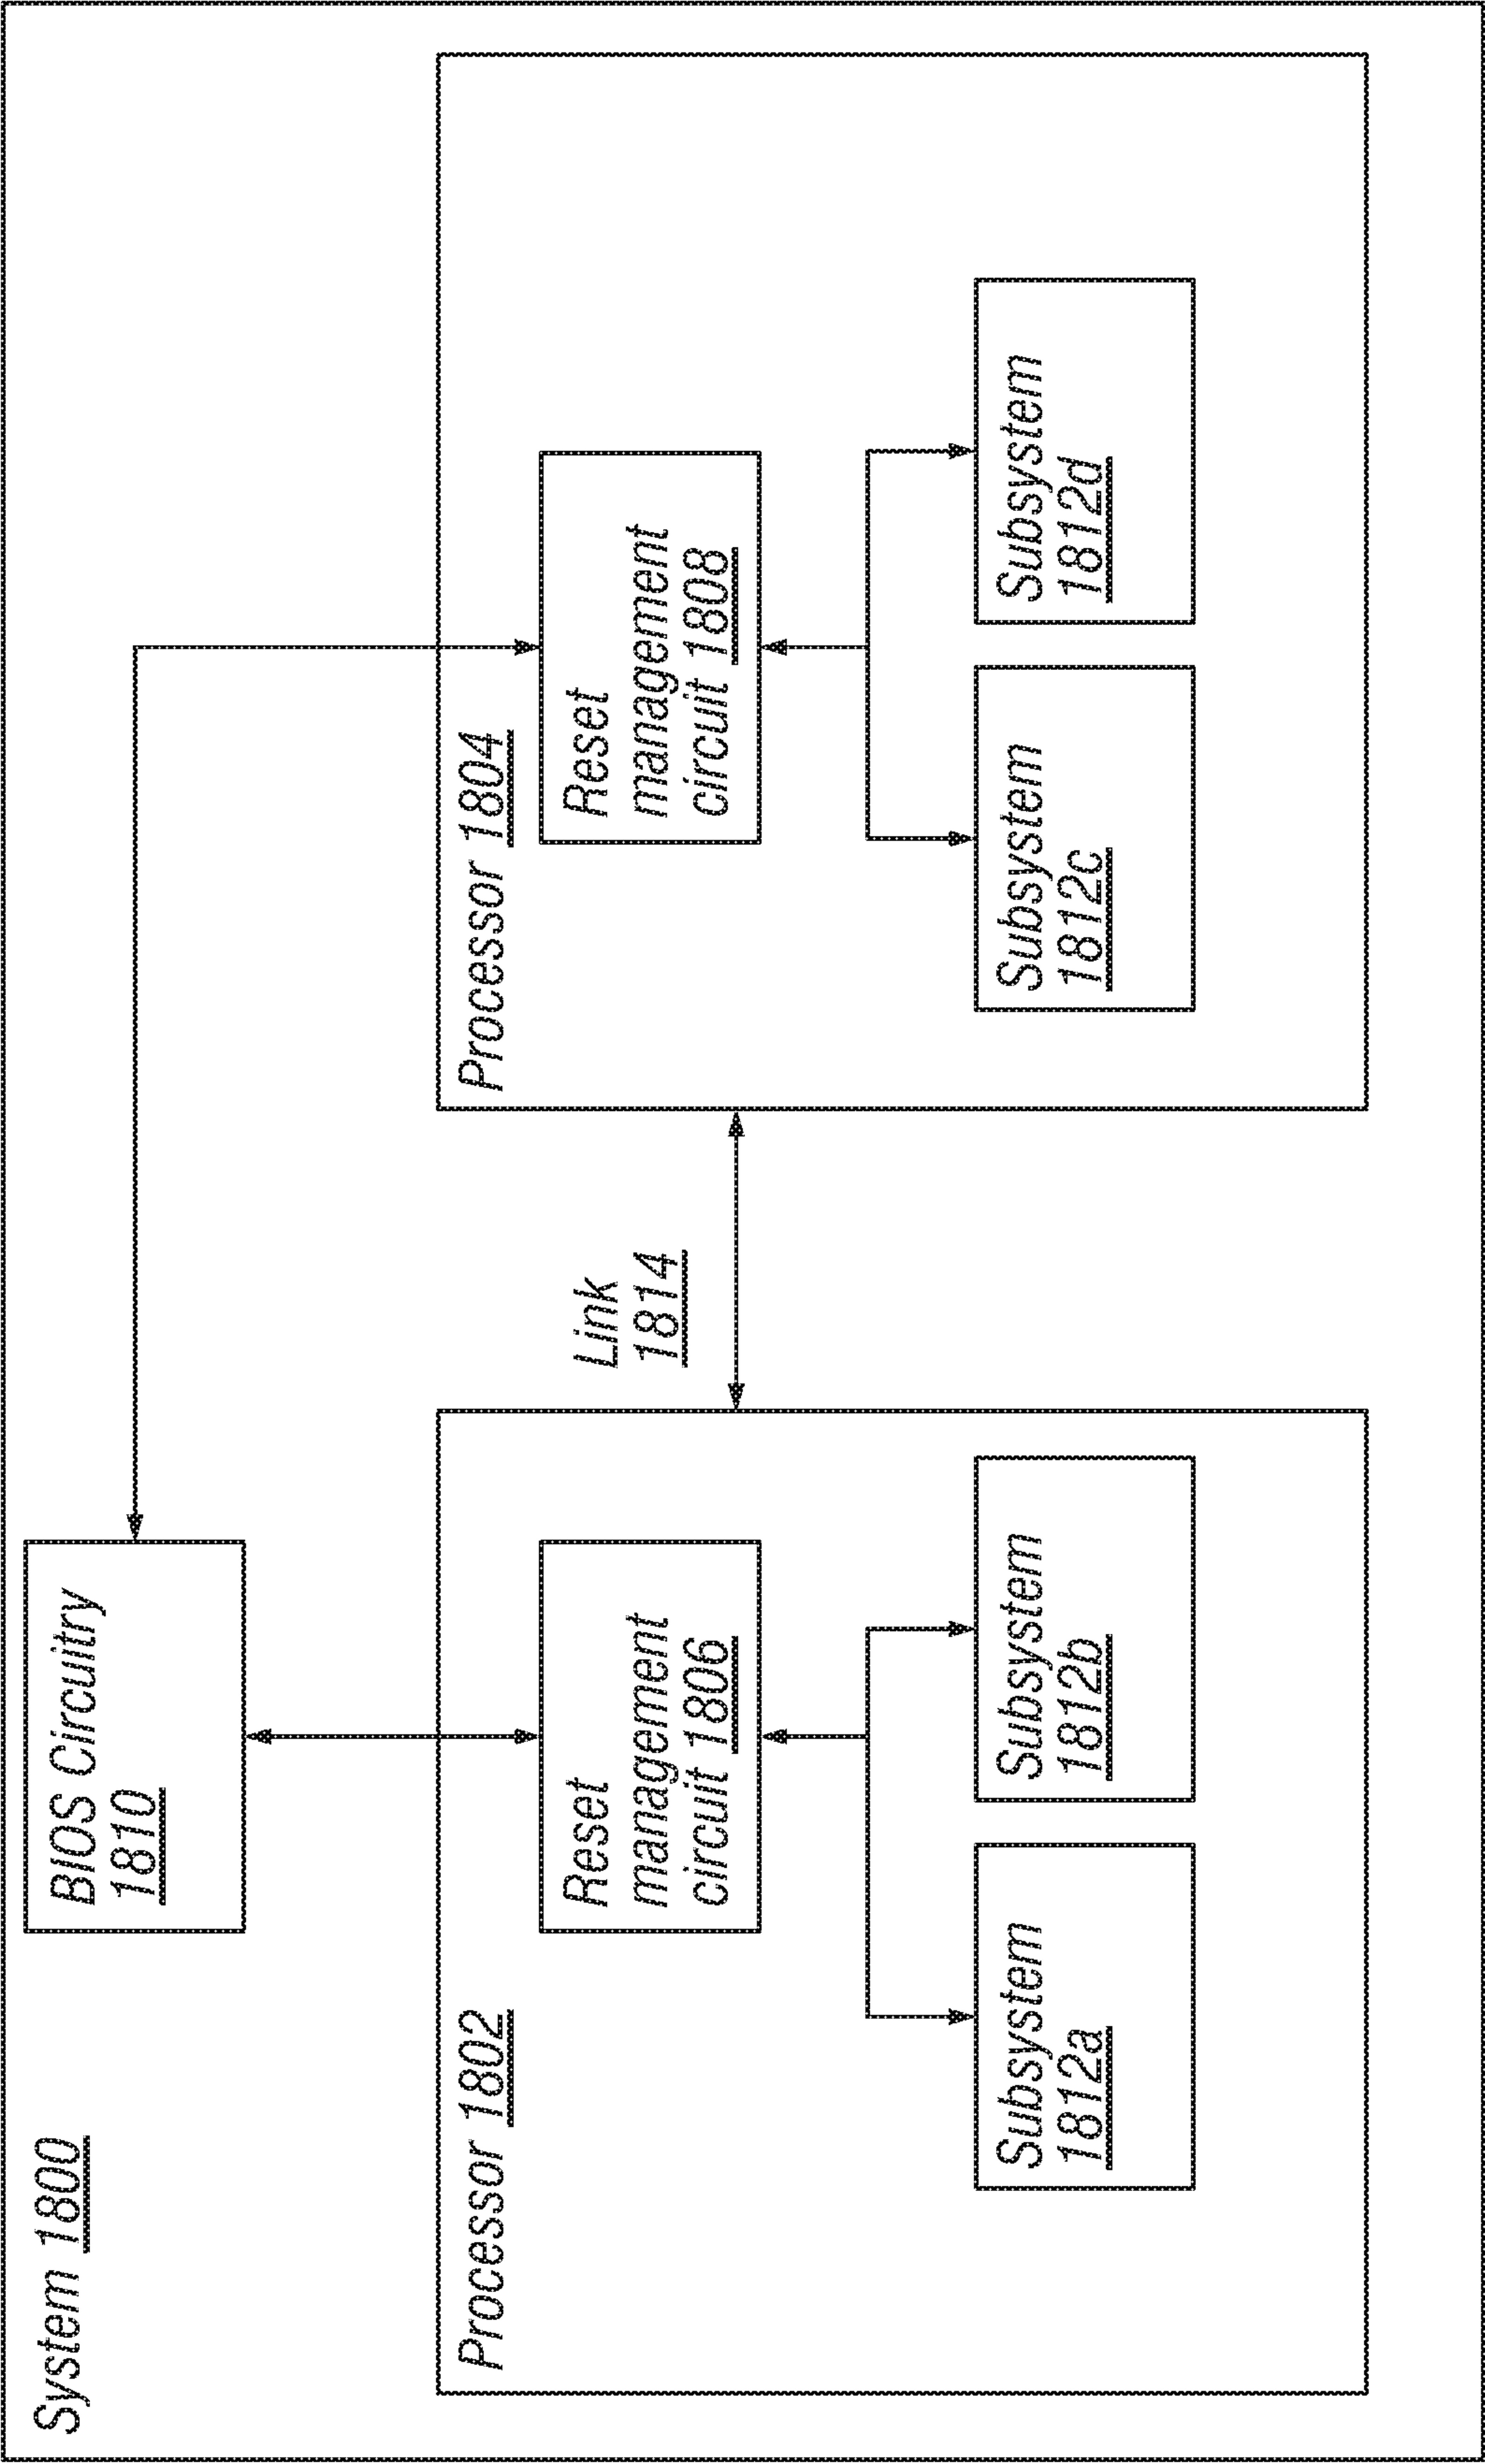 System 1800
BIOS Circuitry
1810
Processor 1802
Reset
management
circuit 1806
Subsystem
1812a
Subsystem
1812b
Link
1814
Processor 1804
Reset
management
circuit 1808
Subsystem
1812c
Subsystem
1812d